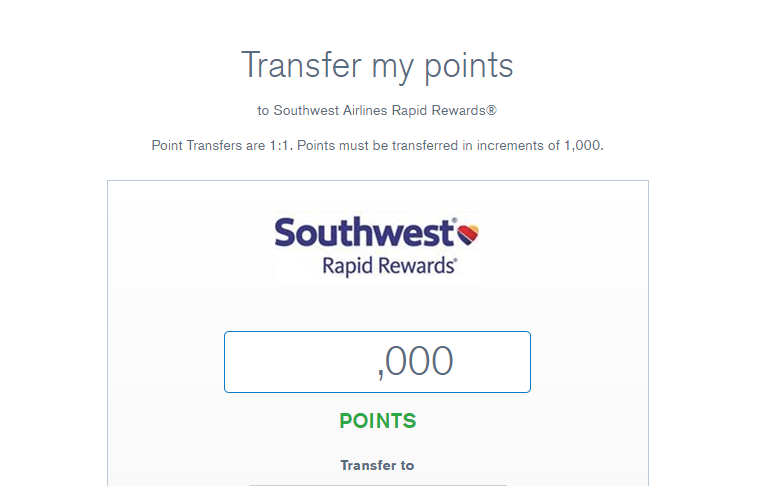 Transfer my points
to Southwest Airlines Rapid Rewards®
Point Transfers are 1:1. Points must be transferred in increments of 1,000.
Southwest®
Rapid Rewards®
,000
POINTS
Transfer to